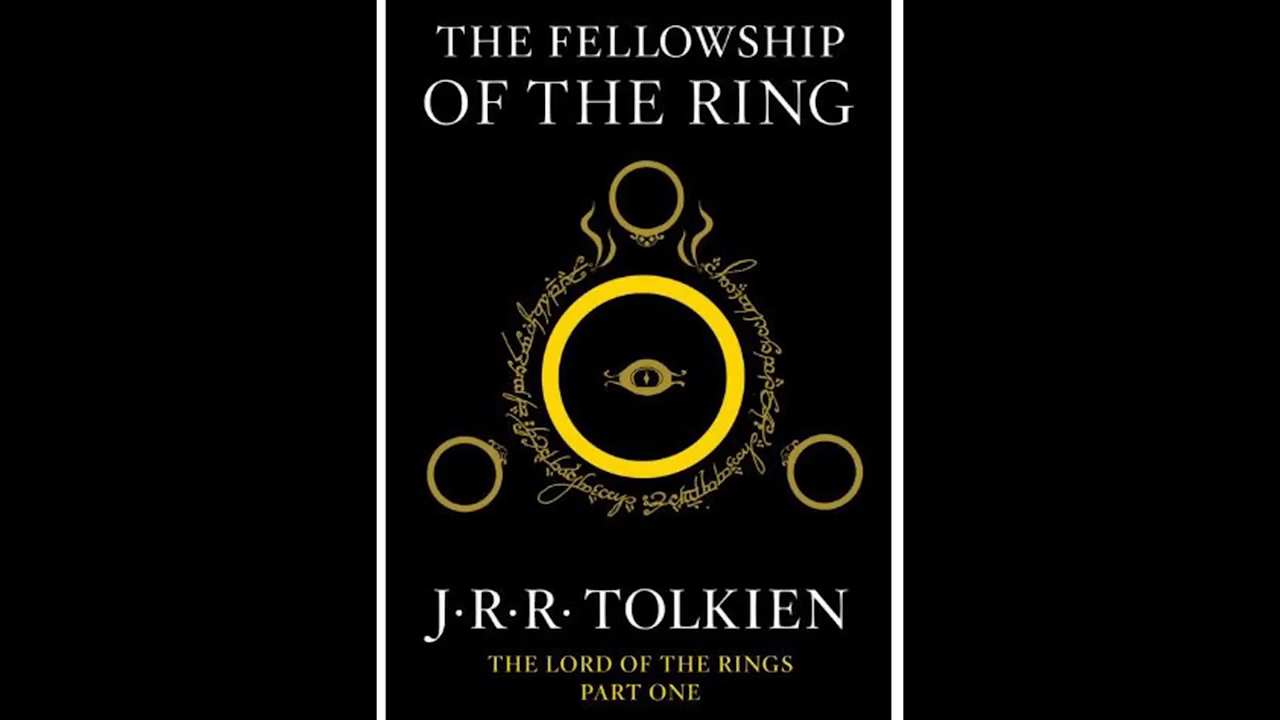 THE FELLOWSHIP
OF THE RING
J·R·R· TOLKIEN
THE LORD OF THE RINGS
PART ONE